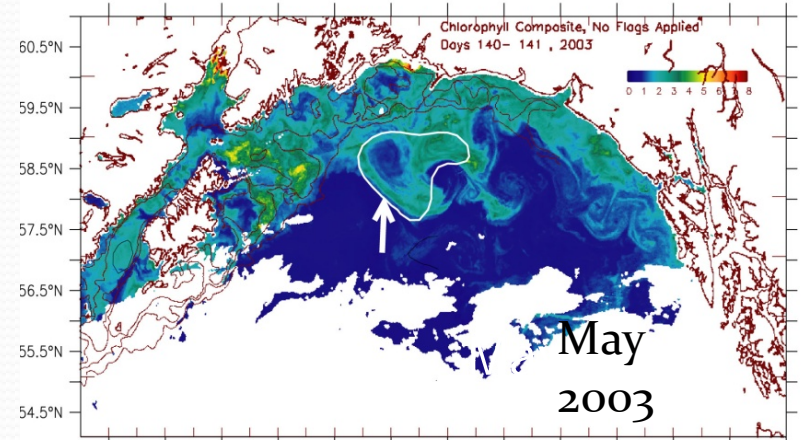 Chlorophyll Composite, No Flags Applied
Days 140- 141 , 2003
0 1 2 3 4 5 6 7 8
60.5°N
59.5°N
58.5°N
57.5°N
56.5°N
55.5°N
54.5°N
May
2003